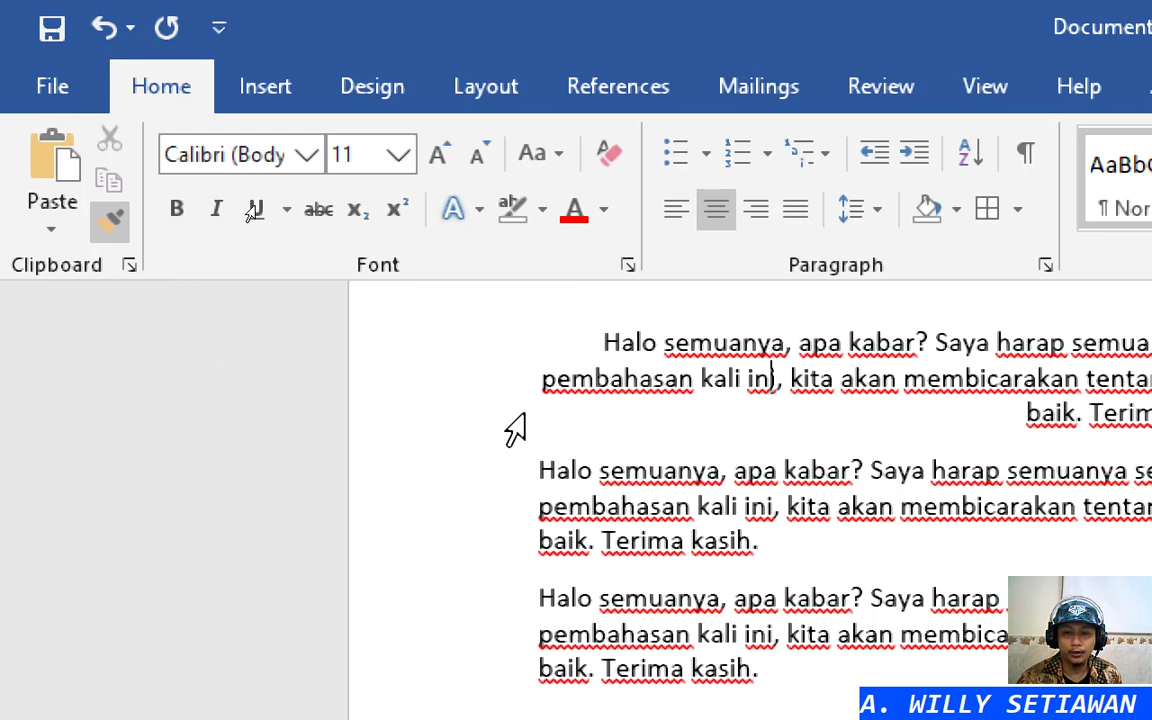 Document
File Home Insert Design Layout References Mailings Review View Help
Calibri (Body 11 Aa
Paste
B I U abc x₂ x² A ab A
AaBb
¶ Nor
Clipboard Font Paragraph
Halo semuanya, apa kabar? Saya harap semua
pembahasan kali ini, kita akan membicarakan tenta
baik. Terim
Halo semuanya, apa kabar? Saya harap semuanya se
pembahasan kali ini, kita akan membicarakan tenta
baik. Terima kasih.
Halo semuanya, apa kabar? Saya harap
pembahasan kali ini, kita akan membica
baik. Terima kasih.
A. WILLY SETIAWAN